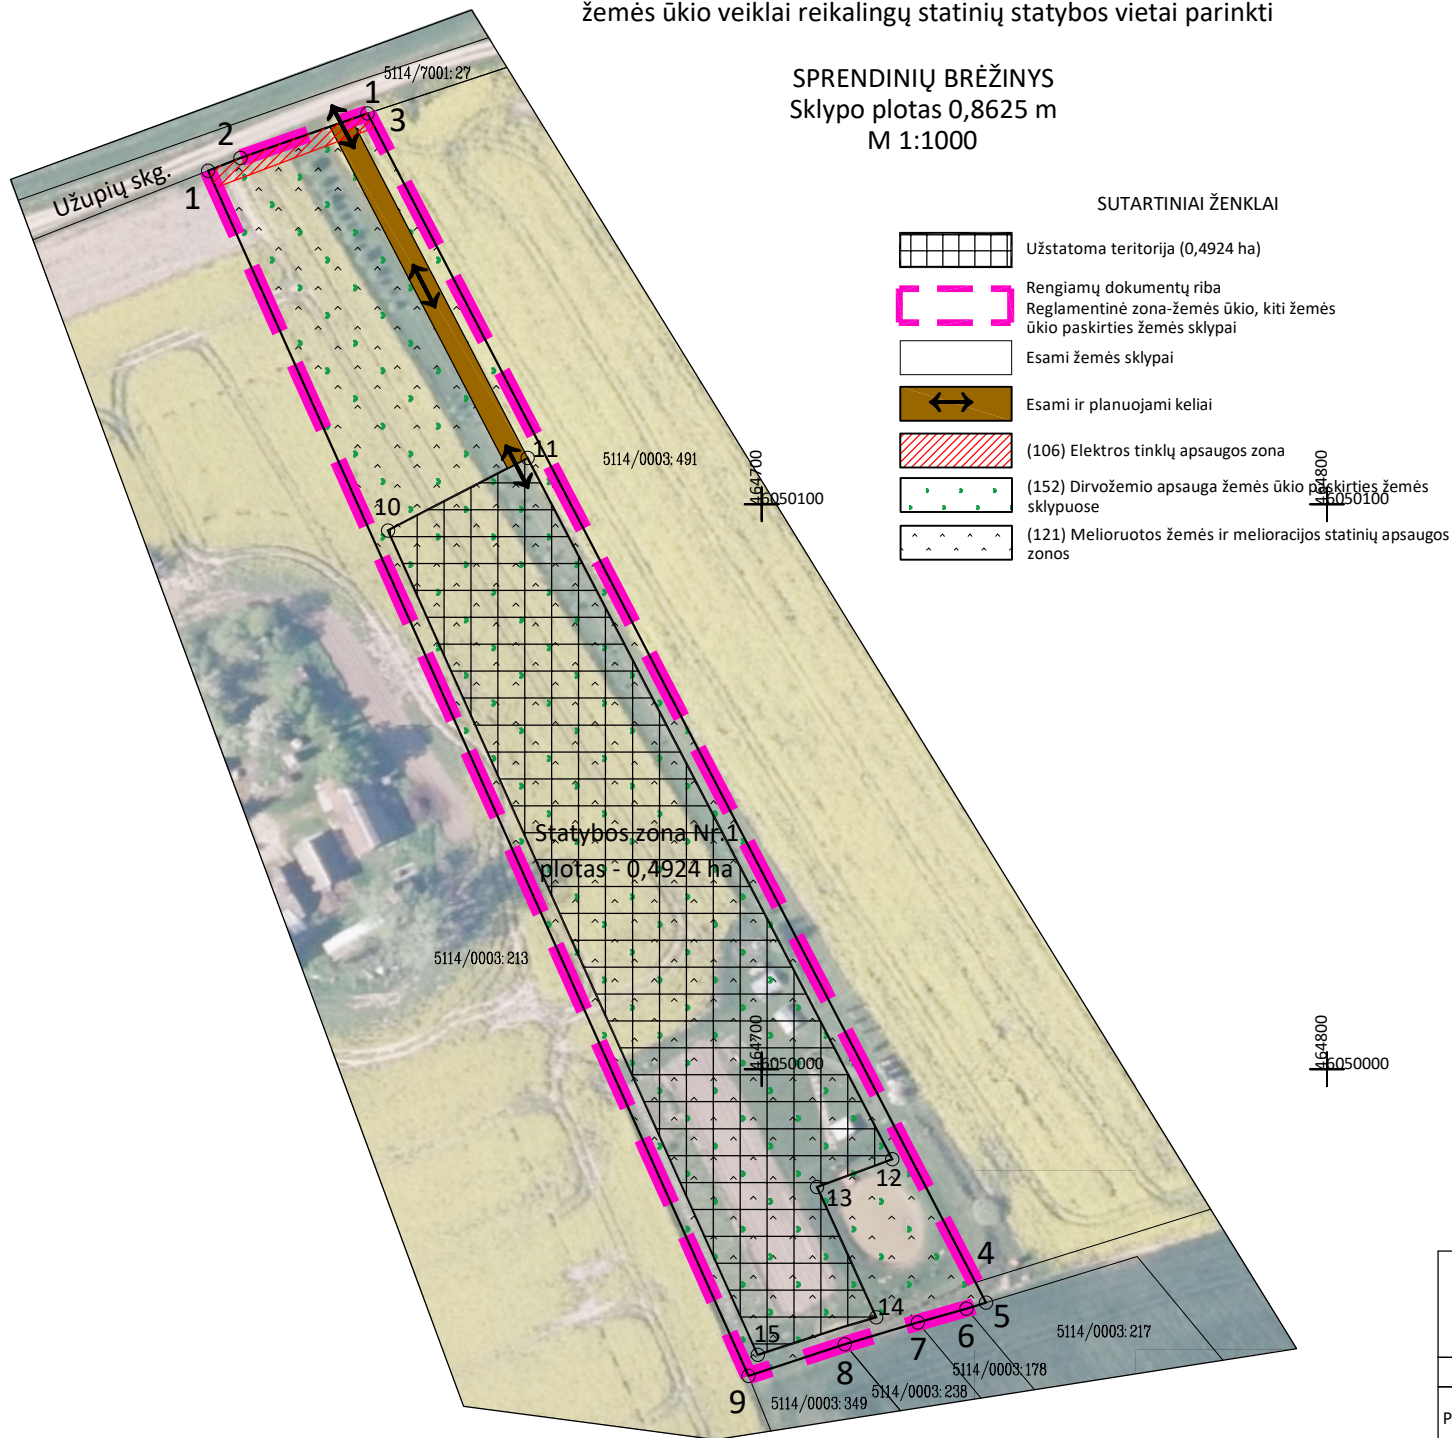 žemės ūkio veiklai reikalingų statinių statybos vietai parinkti
SPRENDINIŲ BRĖŽINYS
Sklypo plotas 0,8625 m
M 1:1000
SUTARTINIAI ŽENKLAI
Užstatoma teritorija (0,4924 ha)
Rengiamų dokumentų riba
Reglamentinė zona-žemės ūkio, kiti žemės
ūkio paskirties žemės sklypai
Esami žemės sklypai
Esami ir planuojami keliai
(106) Elektros tinklų apsaugos zona
(152) Dirvožemio apsauga žemės ūkio paskirties žemės
sklypuose
(121) Melioruotos žemės ir melioracijos statinių apsaugos
zonos
5114/7001:27
1
3
2
1
Užupių skg.
11
5114/0003:491
10
464700
6050100
464800
6050100
Statybos zona Nr.1
plotas - 0,4924 ha
5114/0003:213
464700
6050000
464800
6050000
12
13
4
14
5
6
7
15
8
9
5114/0003:217
5114/0003:178
5114/0003:238
5114/0003:349
P